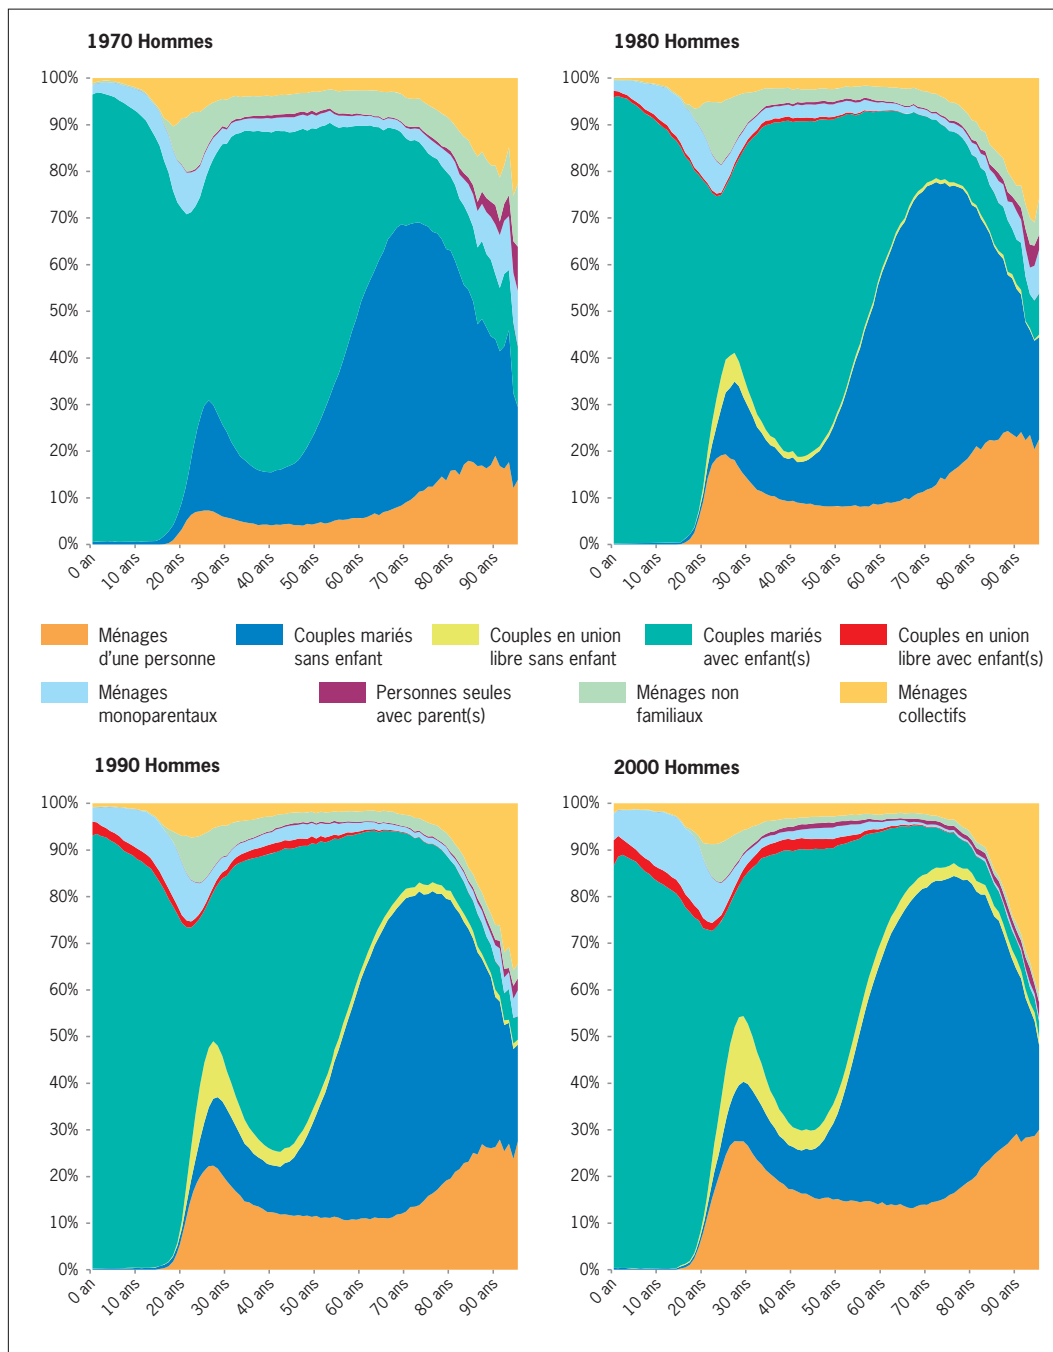 1970 Hommes
100%
90%
80%
70%
60%
50%
40%
30%
20%
10%
0%
0 an
10 ans
20 ans
30 ans
40 ans
50 ans
60 ans
70 ans
80 ans
90 ans
1980 Hommes
100%
90%
80%
70%
60%
50%
40%
30%
20%
10%
0%
0 an
10 ans
20 ans
30 ans
40 ans
50 ans
60 ans
70 ans
80 ans
90 ans
Ménages
d'une personne
Couples mariés
sans enfant
Couples en union
libre sans enfant
Couples mariés
avec enfant(s)
Couples en union
libre avec enfant(s)
Ménages
monoparentaux
Personnes seules
avec parent(s)
Ménages non
familiaux
Ménages
collectifs
1990 Hommes
100%
90%
80%
70%
60%
50%
40%
30%
20%
10%
0%
0 an
10 ans
20 ans
30 ans
40 ans
50 ans
60 ans
70 ans
80 ans
90 ans
2000 Hommes
100%
90%
80%
70%
60%
50%
40%
30%
20%
10%
0%
0 an
10 ans
20 ans
30 ans
40 ans
50 ans
60 ans
70 ans
80 ans
90 ans